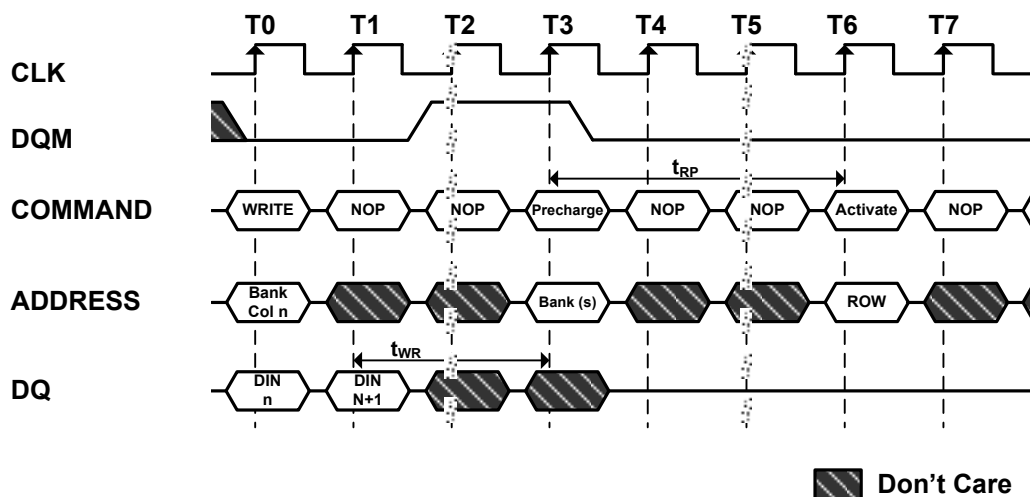 T0 T1 T2 T3 T4 T5 T6 T7
CLK
DQM
tRP
COMMAND WRITE NOP NOP Precharge NOP NOP Activate NOP
ADDRESS Bank Col n Bank (s) ROW
tWR
DQ DIN n DIN N+1
Don't Care